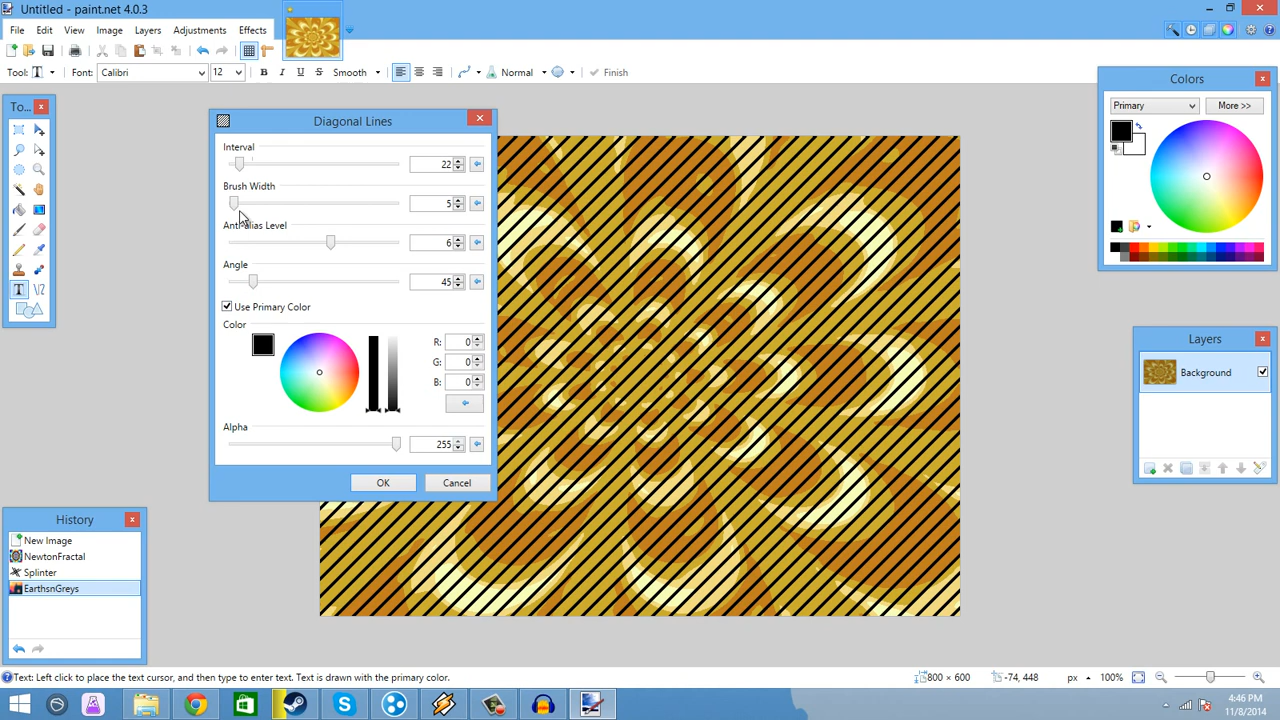 Untitled - paint.net 4.0.3
File Edit View Image Layers Adjustments Effects
Tool: T Font: Calibri 12 B I U S Smooth Normal Finish
To...
Colors
Primary More >>
Diagonal Lines
Interval
22
Brush Width
5
Anti-alias Level
6
Angle
45
Use Primary Color
Color
R: 0
G: 0
B: 0
Alpha
255
OK Cancel
Layers
Background
History
New Image
NewtonFractal
Splinter
EarthsnGreys
Text: Left click to place the text cursor, and then type to enter text. Text is drawn with the primary color.
800 × 600 -74, 448 px 100%
4:46 PM
11/8/2014